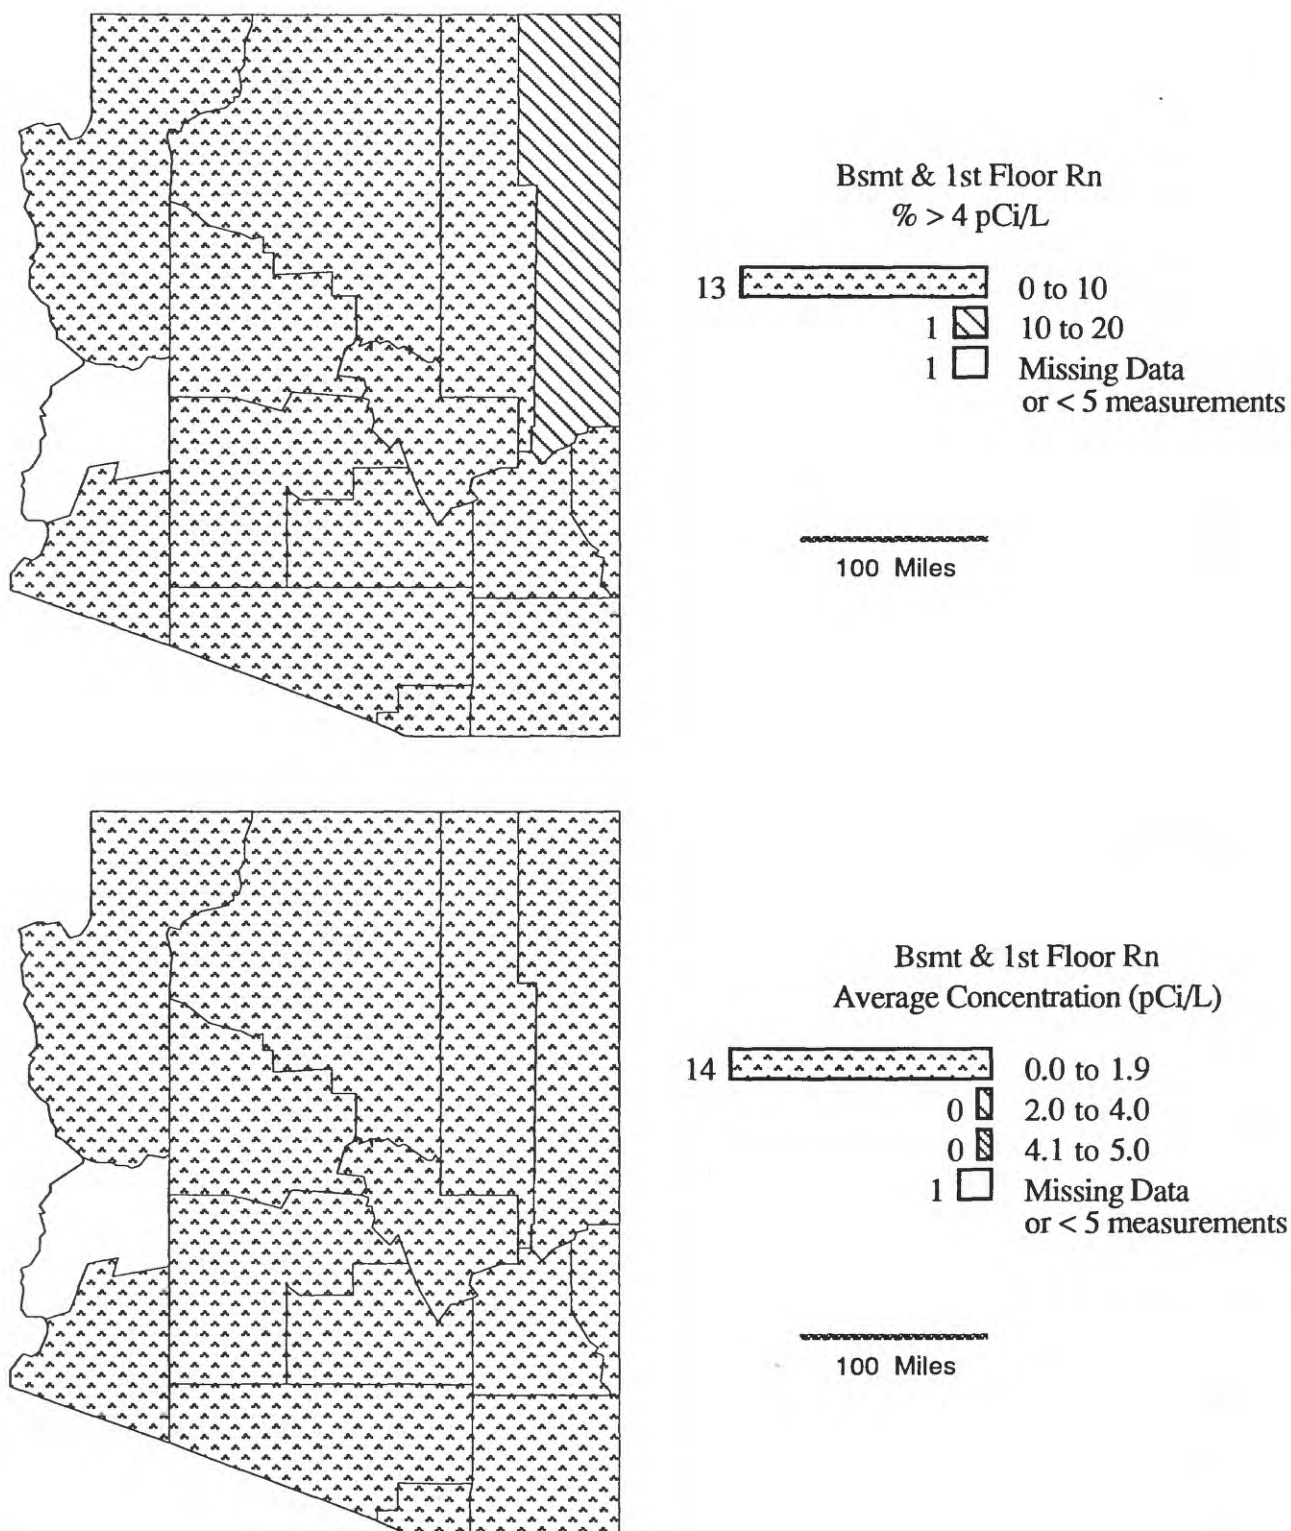 Bsmt & 1st Floor Rn
% > 4 pCi/L
13 0 to 10
1 10 to 20
1 Missing Data
or < 5 measurements
100 Miles
Bsmt & 1st Floor Rn
Average Concentration (pCi/L)
14 0.0 to 1.9
0 2.0 to 4.0
0 4.1 to 5.0
1 Missing Data
or < 5 measurements
100 Miles